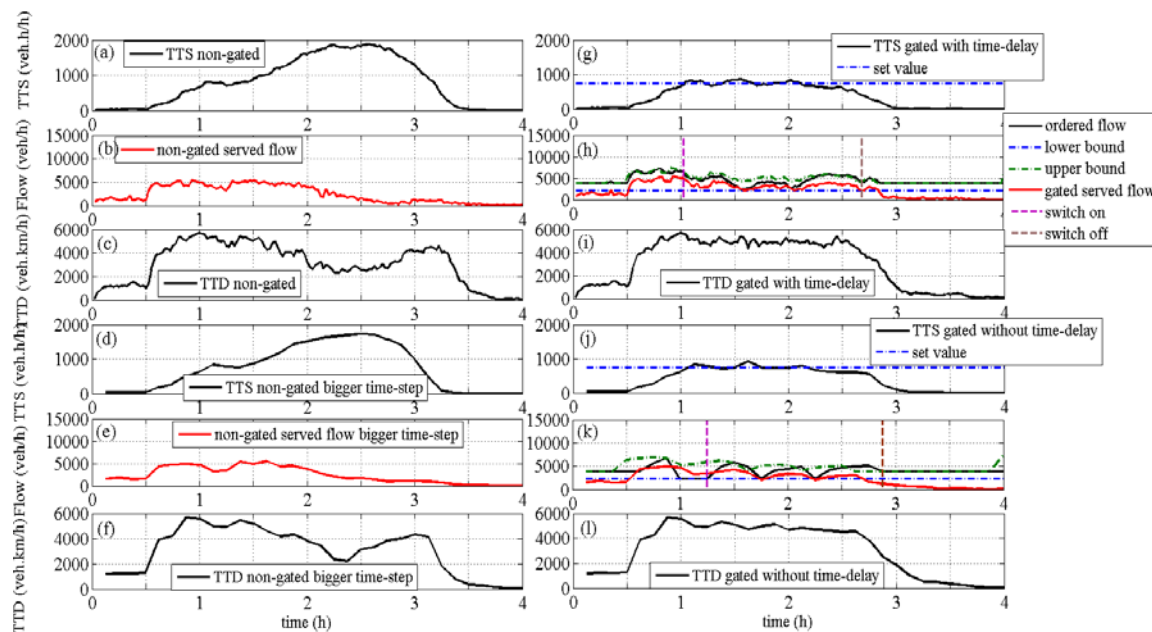 TTS (veh.h/h)
2000
1000
0
(a)
TTS non-gated
0 1 2 3 4
Flow (veh/h)
15000
10000
5000
0
(b)
non-gated served flow
0 1 2 3 4
TTD (veh.km/h)
6000
4000
2000
0
(c)
TTD non-gated
0 1 2 3 4
TTS (veh.h/h)
2000
1000
0
(d)
TTS non-gated bigger time-step
0 1 2 3 4
Flow (veh/h)
15000
10000
5000
0
(e)
non-gated served flow bigger time-step
0 1 2 3 4
TTD (veh.km/h)
6000
4000
2000
0
(f)
TTD non-gated bigger time-step
0 1 2 3 4
time (h)
2000
1000
0
(g)
TTS gated with time-delay
set value
0 1 2 3 4
15000
10000
5000
0
(h)
ordered flow
lower bound
upper bound
gated served flow
switch on
switch off
0 1 2 3 4
6000
4000
2000
0
(i)
TTD gated with time-delay
0 1 2 3 4
2000
1000
0
(j)
TTS gated without time-delay
set value
0 1 2 3 4
15000
10000
5000
0
(k)
0 1 2 3 4
6000
4000
2000
0
(l)
TTD gated without time-delay
0 1 2 3 4
time (h)